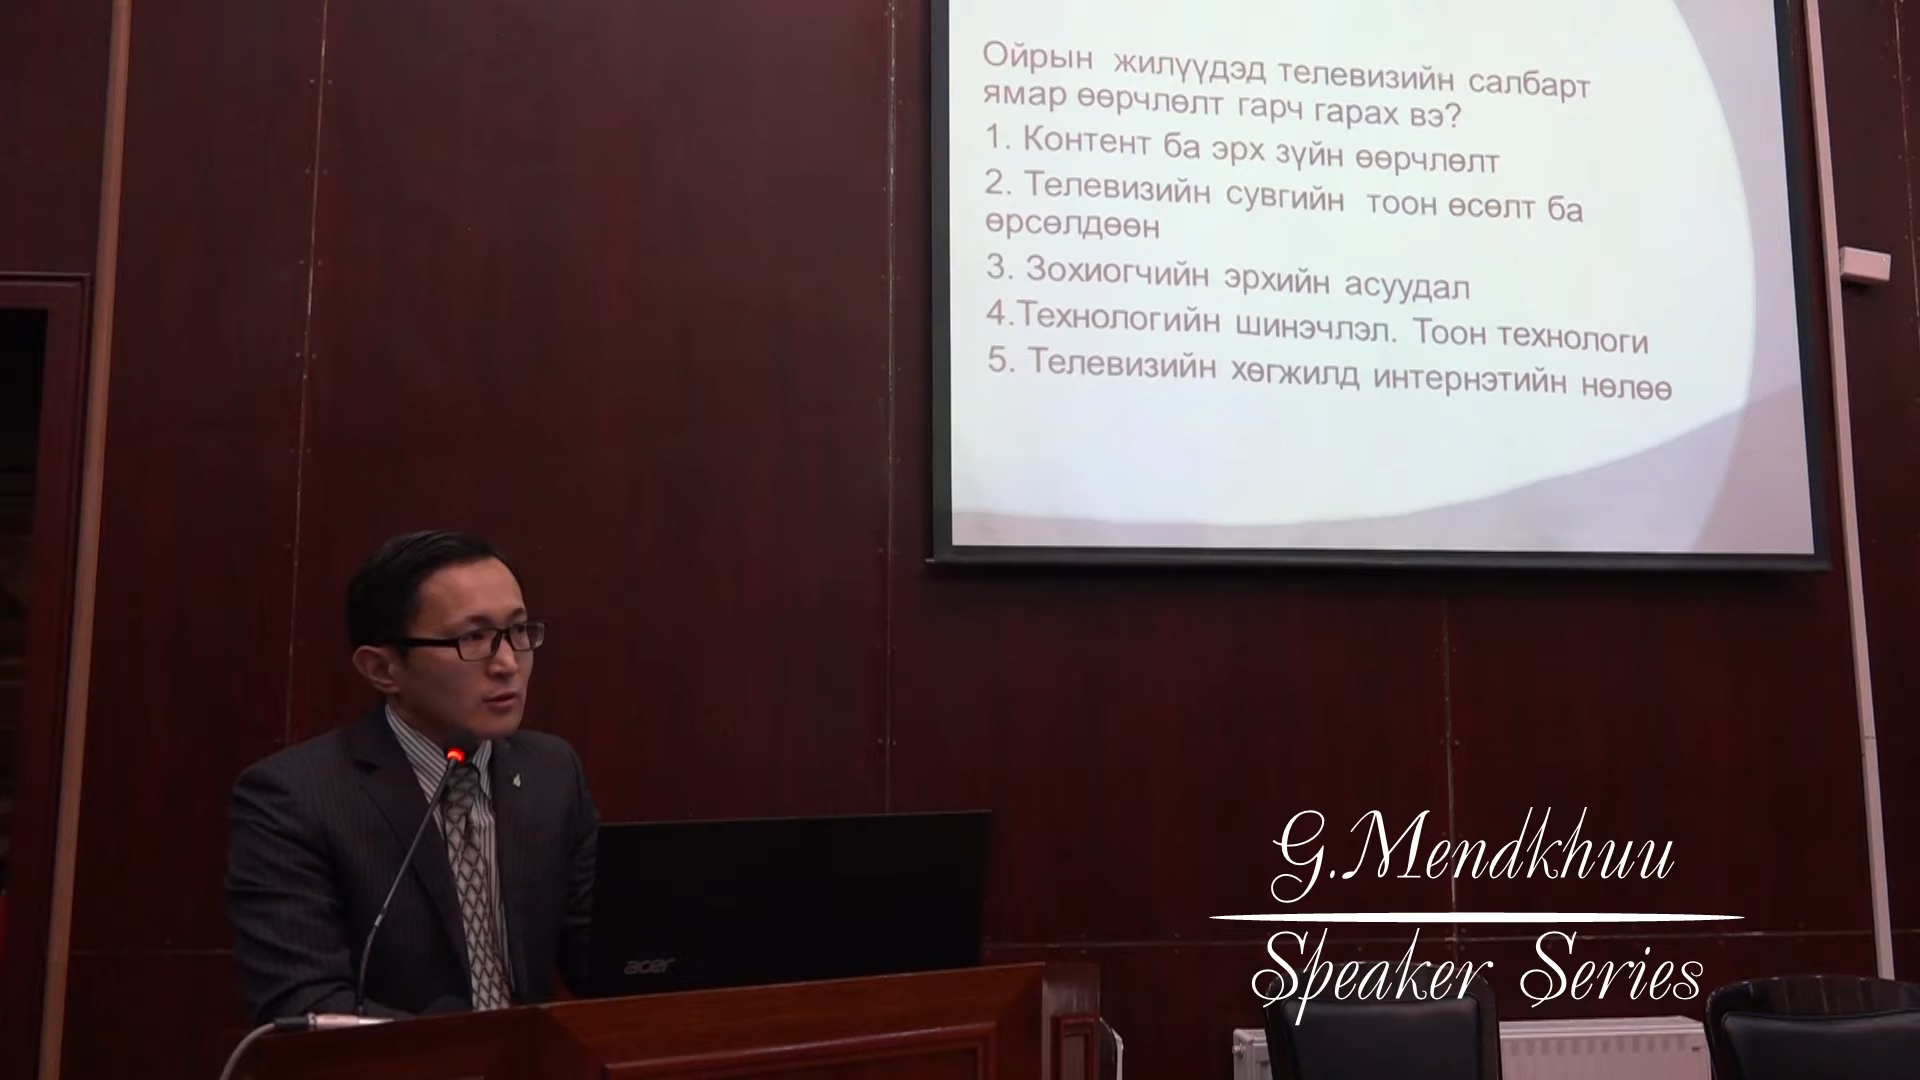 Ойрын жилүүдэд телевизийн салбарт
ямар өөрчлөлт гарч гарах вэ?
1. Контент ба эрх зүйн өөрчлөлт
2. Телевизийн сувгийн тоон өсөлт ба
өрсөлдөөн
3. Зохиогчийн эрхийн асуудал
4.Технологийн шинэчлэл. Тоон технологи
5. Телевизийн хөгжилд интернэтийн нөлөө
acer
G.Mendkhuu
Speaker Series